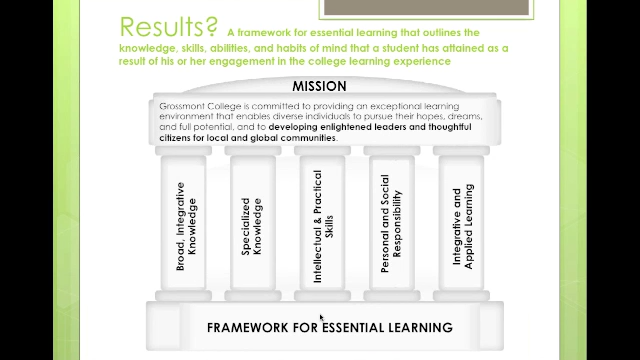 Results? A framework for essential learning that outlines the
knowledge, skills, abilities, and habits of mind that a student has attained as a
result of his or her engagement in the college learning experience
MISSION
Grossmont College is committed to providing an exceptional learning
environment that enables diverse individuals to pursue their hopes, dreams,
and full potential, and to developing enlightened leaders and thoughtful
citizens for local and global communities.
Broad, Integrative
Knowledge
Specialized
Knowledge
Intellectual & Practical
Skills
Personal and Social
Responsibility
Integrative and
Applied Learning
FRAMEWORK FOR ESSENTIAL LEARNING